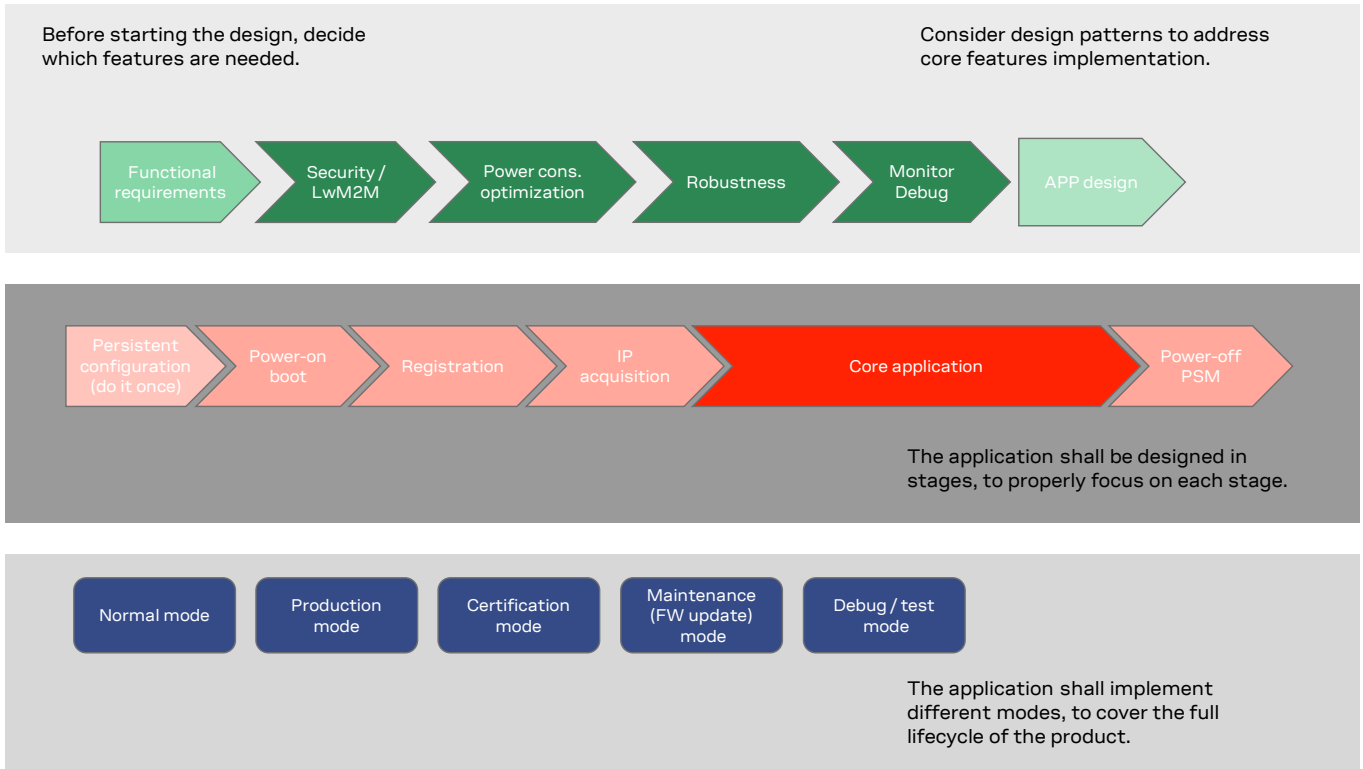 Before starting the design, decide
which features are needed.
Consider design patterns to address
core features implementation.
Functional
requirements
Security /
LwM2M
Power cons.
optimization
Robustness
Monitor
Debug
APP design
Persistent
configuration
(do it once)
Power-on
boot
Registration
IP
acquisition
Core application
Power-off
PSM
The application shall be designed in
stages, to properly focus on each stage.
Normal mode
Production
mode
Certification
mode
Maintenance
(FW update)
mode
Debug / test
mode
The application shall implement
different modes, to cover the full
lifecycle of the product.